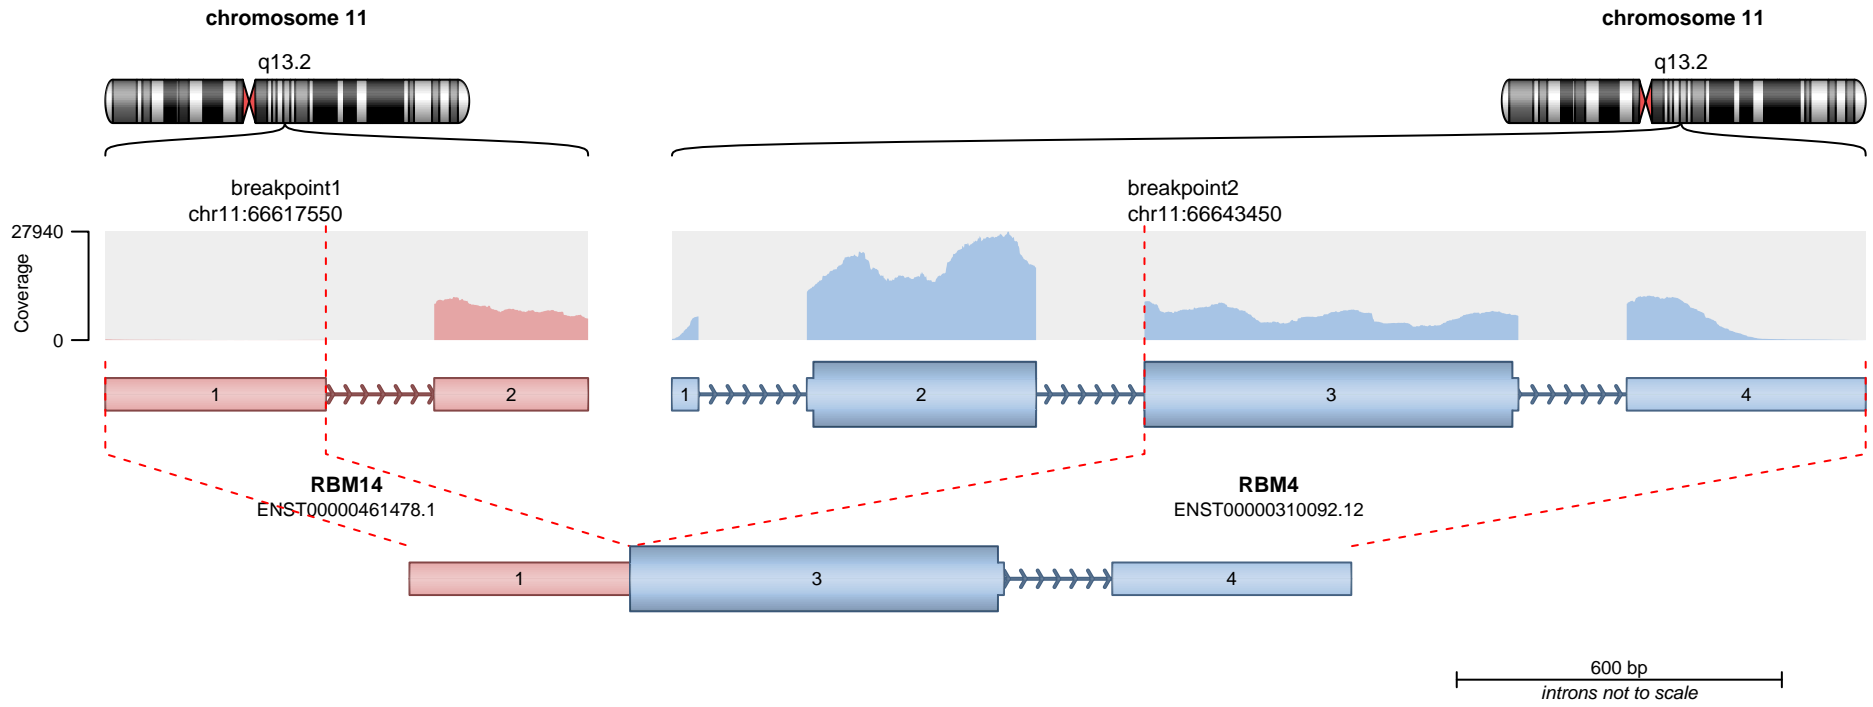 chromosome 11
chromosome 11
q13.2
q13.2
breakpoint1
chr11:66617550
breakpoint2
chr11:66643450
27940
Coverage
0
1
2
1
2
3
4
RBM14
ENST00000461478.1
RBM4
ENST00000310092.12
1
3
4
600 bp
introns not to scale